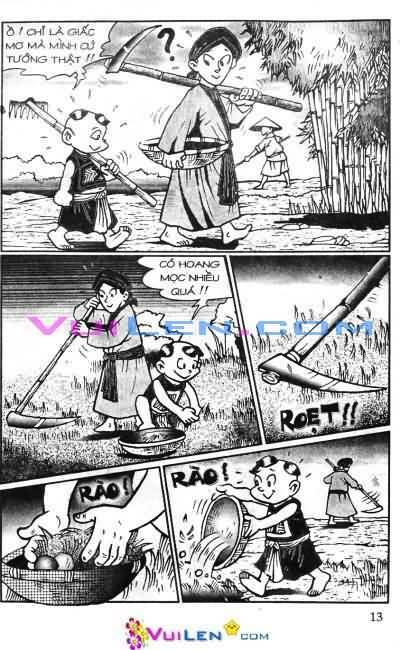 Ồ ! CHỈ LÀ GIẤC
MƠ MÀ MÌNH CỨ
TƯỞNG THẬT !!
?
CỎ HOANG
MỌC NHIỀU
QUÁ !!
VUILEN.COM
RỌẸT !!
RÀO !
RÀO !
13
VUILEN.COM